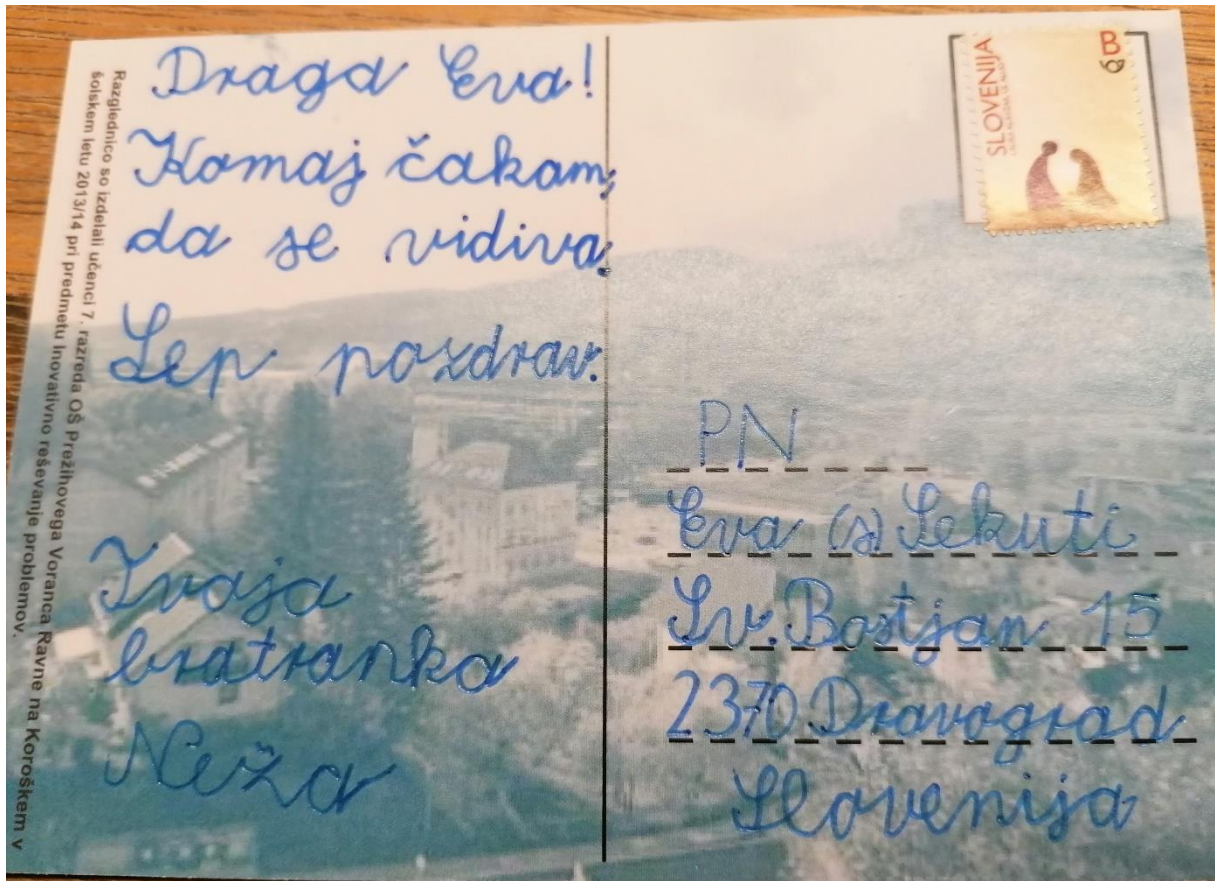 Draga Eva!
Komaj čakam,
da se vidiva.
Lep pozdrav.
Tvoja
bratranka
Neža
Razglednico so izdelali učenci 7. razreda OŠ Prežihovega Voranca Ravne na Koroškem v
šolskem letu 2013/14 pri predmetu Inovativno reševanje problemov.
SLOVENIJA
B
PN
Eva (s) Sekuti
Sv. Boštjan 15
2370 Dravograd
Slovenija